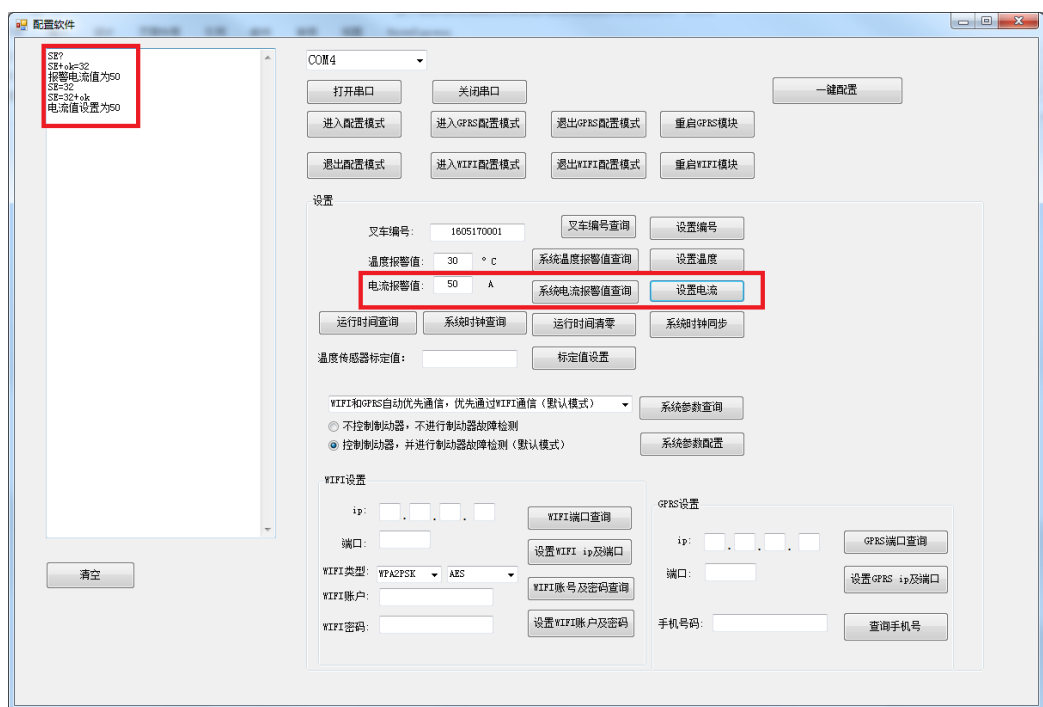 配置软件
SE?
SE+ok=32
报警电流值为50
SE=32
SE=32+ok
电流值设置为50
清空
COM4
打开串口
关闭串口
一键配置
进入配置模式
进入GPRS配置模式
退出GPRS配置模式
重启GPRS模块
退出配置模式
进入WIFI配置模式
退出WIFI配置模式
重启WIFI模块
设置
叉车编号:
1605170001
叉车编号查询
设置编号
温度报警值:
30
° C
系统温度报警值查询
设置温度
电流报警值:
50
A
系统电流报警值查询
设置电流
运行时间查询
系统时钟查询
运行时间清零
系统时钟同步
温度传感器标定值:
标定值设置
WIFI和GPRS自动优先通信，优先通过WIFI通信（默认模式）
系统参数查询
不控制制动器，不进行制动器故障检测
控制制动器，并进行制动器故障检测（默认模式）
系统参数配置
WIFI设置
ip:
. . .
WIFI端口查询
端口:
设置WIFI ip及端口
WIFI类型:
WPA2PSK
AES
WIFI账号及密码查询
WIFI账户:
WIFI密码:
设置WIFI账户及密码
GPRS设置
ip:
. . .
GPRS端口查询
端口:
设置GPRS ip及端口
手机号码:
查询手机号